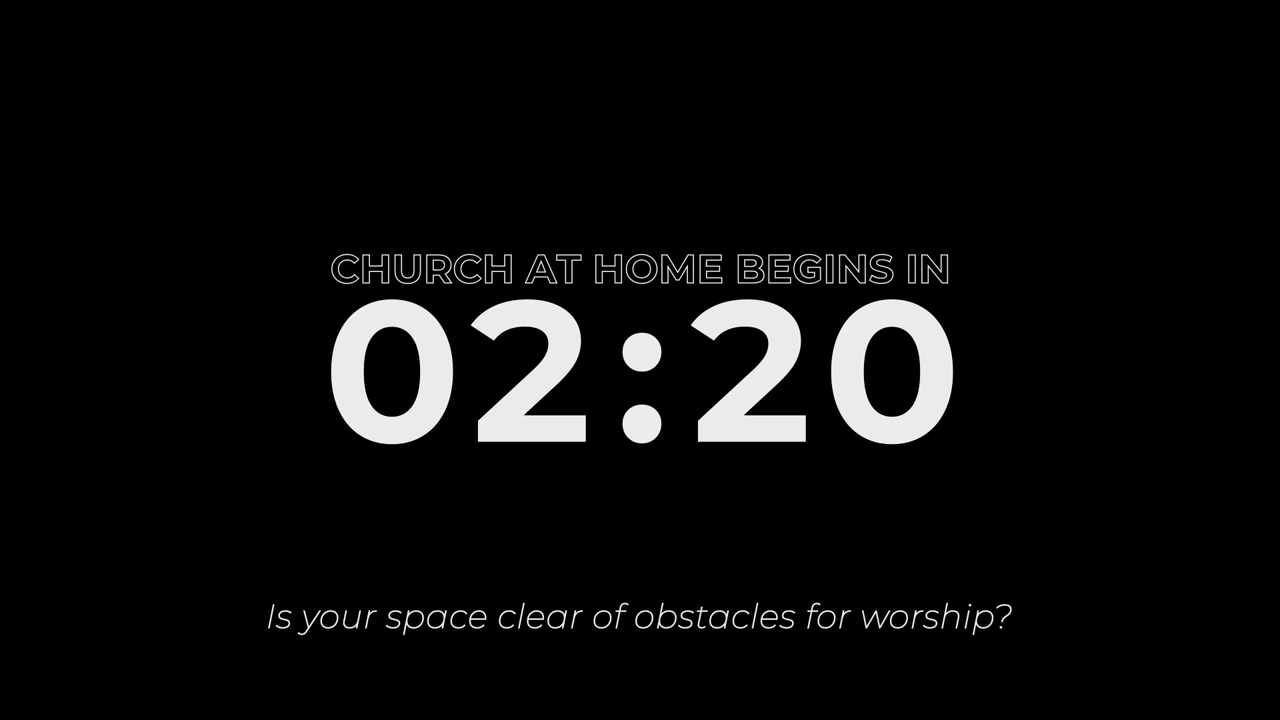 CHURCH AT HOME BEGINS IN
02:20
Is your space clear of obstacles for worship?